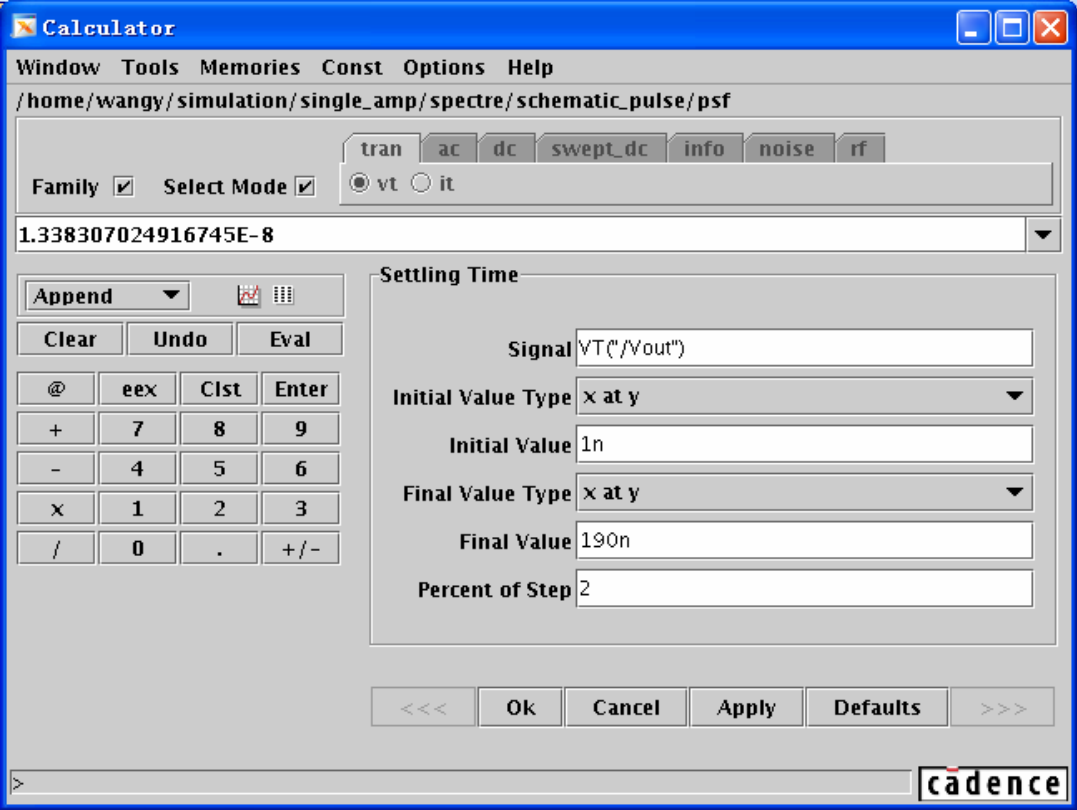 Calculator
Window Tools Memories Const Options Help
/home/wangy/simulation/single_amp/spectre/schematic_pulse/psf
tran ac dc swept_dc info noise rf
Family Select Mode vt it
1.338307024916745E-8
Append
Settling Time
Clear Undo Eval
Signal VT("/Vout")
@ eex Clst Enter
Initial Value Type x at y
+ 7 8 9
Initial Value 1n
- 4 5 6
Final Value Type x at y
x 1 2 3
Final Value 190n
/ 0 . +/-
Percent of Step 2
<<< Ok Cancel Apply Defaults >>>
>
cādence